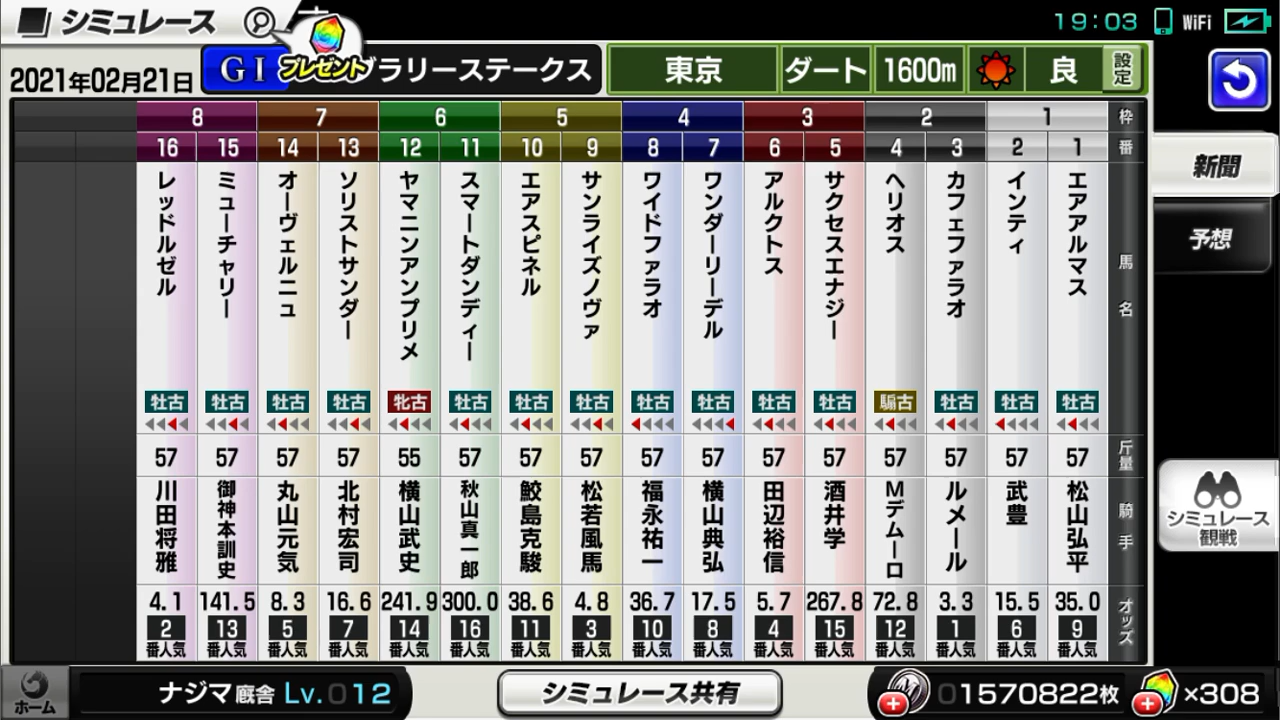 シミュレース
19:03 WiFi
プレゼント
2021年02月21日 GI ブラリーステークス 東京 ダート 1600m 良 設定
8 7 6 5 4 3 2 1 枠
16 15 14 13 12 11 10 9 8 7 6 5 4 3 2 1 番
レッドルゼル ミューチャリー オーヴェルニュ ソリストサンダー ヤマニンアンプリメ スマートダンディー エアスピネル サンライズノヴァ ワイドファラオ ワンダーリーデル アルクトス サクセスエナジー ヘリオス カフェファラオ インティ エアアルマス 馬名
牡古 牡古 牡古 牡古 牝古 牡古 牡古 牡古 牡古 牡古 牡古 牡古 騙古 牡古 牡古 牡古
57 57 57 57 55 57 57 57 57 57 57 57 57 57 57 57 斤量
川田将雅 御神本訓史 丸山元気 北村宏司 横山武史 秋山真一郎 鮫島克駿 松若風馬 福永祐一 横山典弘 田辺裕信 酒井学 Mデムーロ ルメール 武豊 松山弘平 騎手
4.1 141.5 8.3 16.6 241.9 300.0 38.6 4.8 36.7 17.5 5.7 267.8 72.8 3.3 15.5 35.0 オッズ
2 13 5 7 14 16 11 3 10 8 4 15 12 1 6 9
番人気 番人気 番人気 番人気 番人気 番人気 番人気 番人気 番人気 番人気 番人気 番人気 番人気 番人気 番人気 番人気
新聞
予想
シミュレース
観戦
ホーム
ナジマ厩舎 Lv.012
シミュレース共有
01570822枚
×308